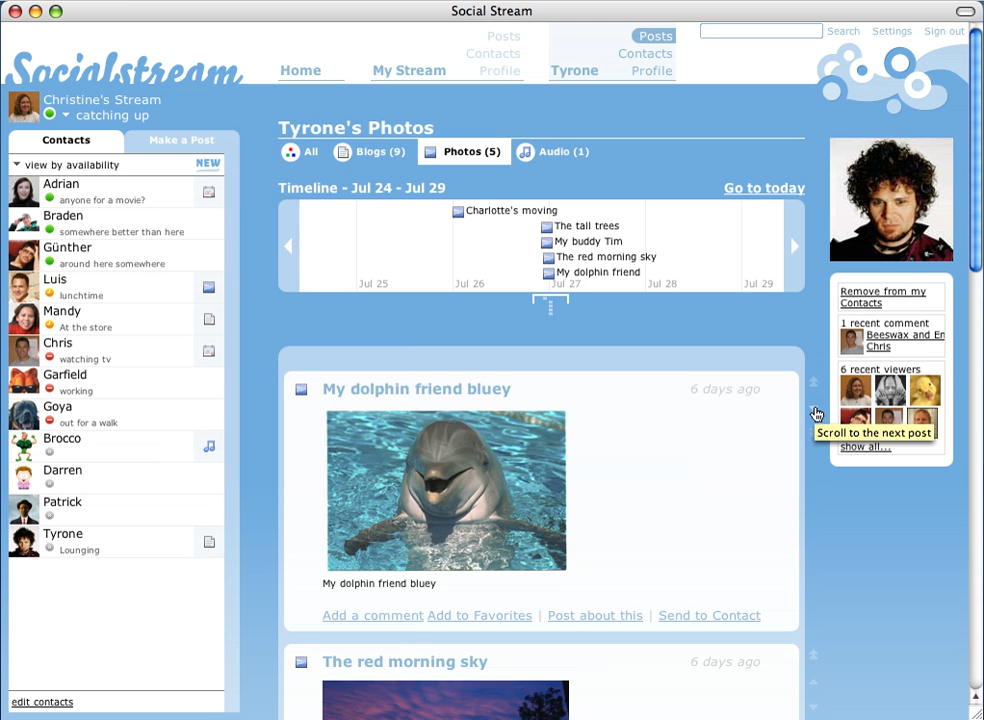 Social Stream
Socialstream
Home
My Stream
Posts
Contacts
Profile
Tyrone
Posts
Contacts
Profile
Search
Settings
Sign out
Christine's Stream
catching up
Contacts
Make a Post
view by availability
NEW
Adrian
anyone for a movie?
Braden
somewhere better than here
Günther
around here somewhere
Luis
lunchtime
Mandy
At the store
Chris
watching tv
Garfield
working
Goya
out for a walk
Brocco
Darren
Patrick
Tyrone
Lounging
edit contacts
Tyrone's Photos
All
Blogs (9)
Photos (5)
Audio (1)
Timeline - Jul 24 - Jul 29
Go to today
Charlotte's moving
The tall trees
My buddy Tim
The red morning sky
My dolphin friend
Jul 25
Jul 26
Jul 27
Jul 28
Jul 29
My dolphin friend bluey
6 days ago
My dolphin friend bluey
Add a comment
Add to Favorites | Post about this | Send to Contact
The red morning sky
6 days ago
Remove from my
Contacts
1 recent comment
Beeswax and En
Chris
6 recent viewers
Scroll to the next post
show all...